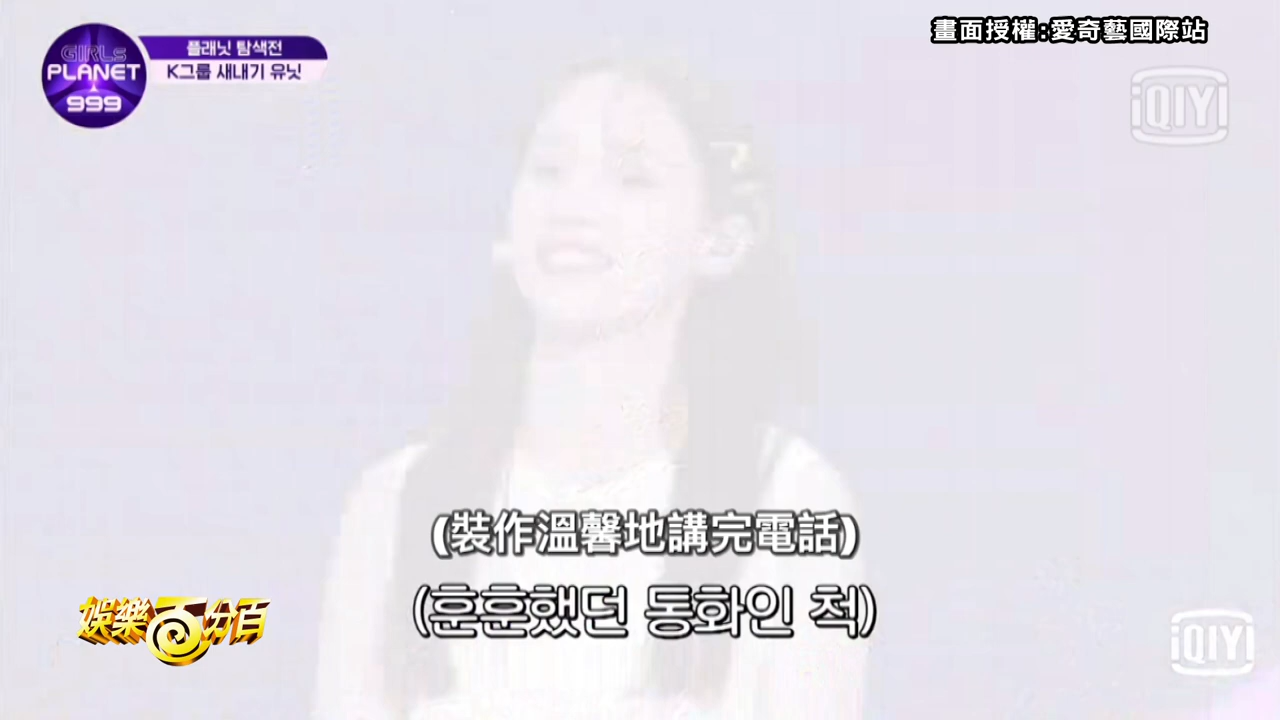 GIRLS
PLANET
999
플래닛 탐색전
K그룹 새내기 유닛
畫面授權:愛奇藝國際站
iQIYI
(裝作溫馨地講完電話)
(훈훈했던 동화인 척)
娛樂百分百
iQIYI